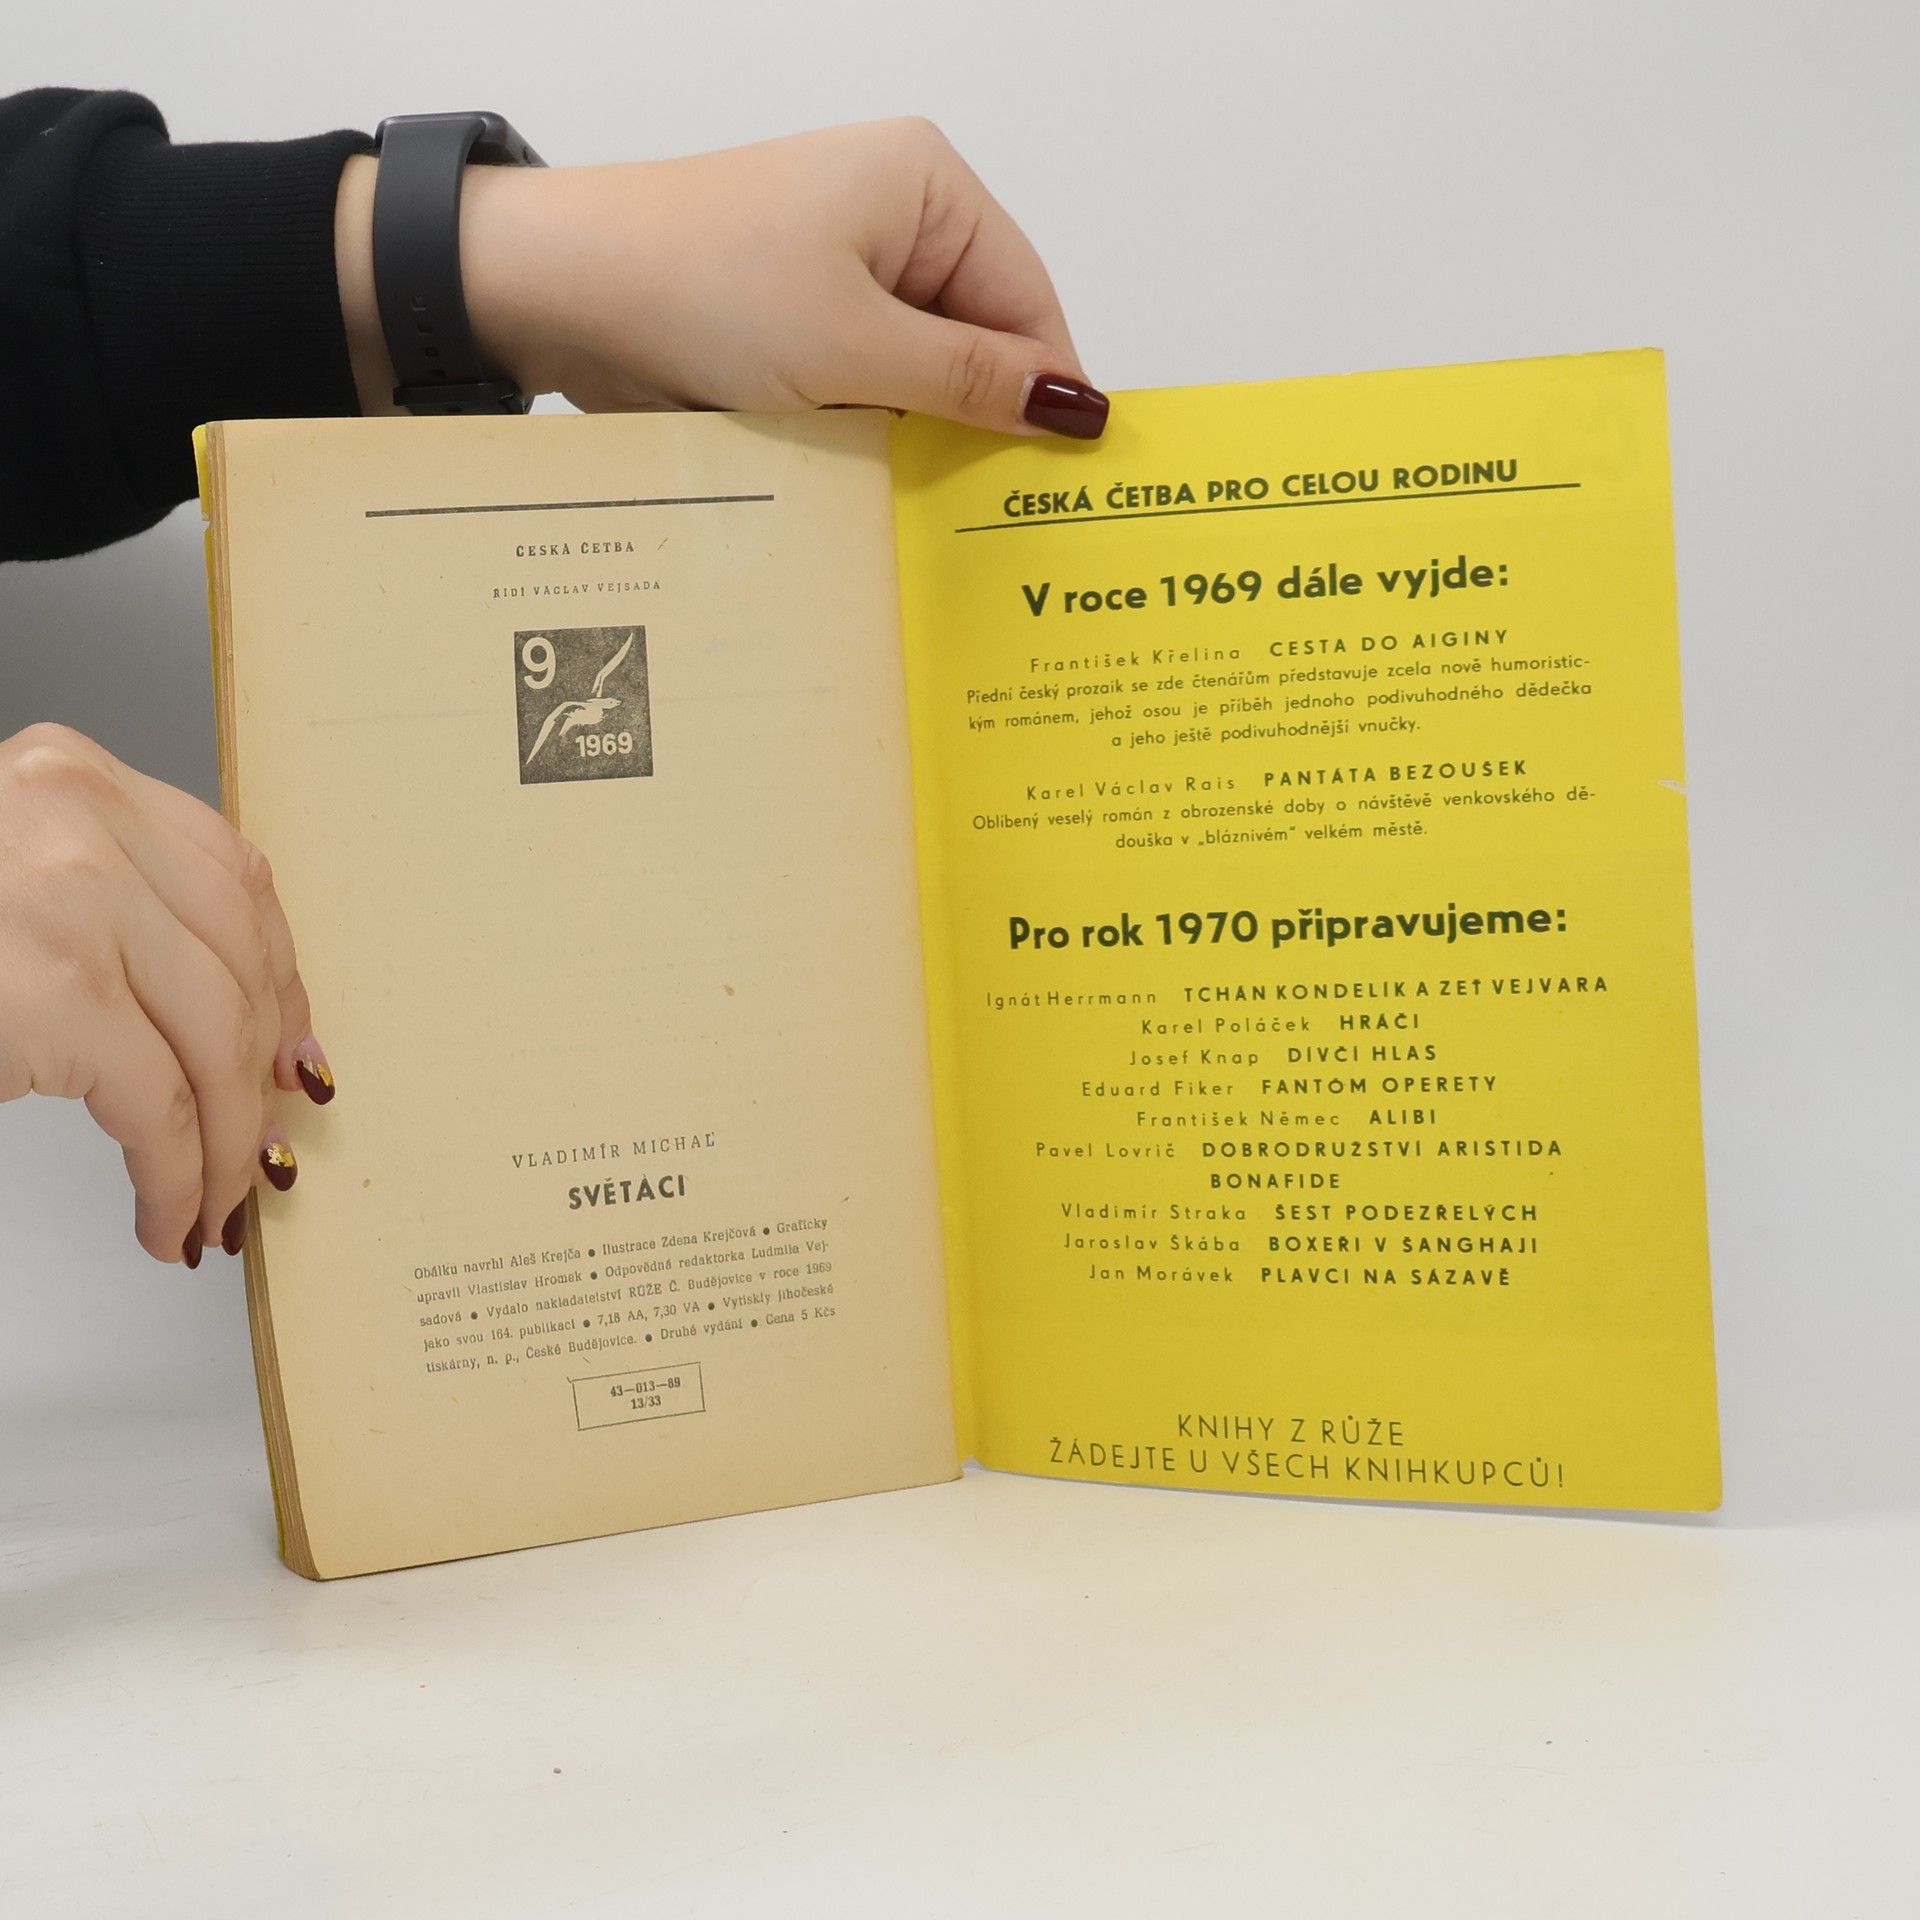 ČESKÁ ČETBA
ŘÍDÍ VÁCLAV VEJSADA
9
1969
VLADIMÍR MICHAL
SVĚTÁCI
Obálku navrhl Aleš Krejča ● Ilustrace Zdena Krejčová ● Graficky
upravil Vlastislav Hromek ● Odpovědná redaktorka Ludmila Vej-
sadová ● Vydalo nakladatelství RŮŽE Č. Budějovice v roce 1969
jako svou 164. publikaci ● 7,18 AA, 7,30 VA ● Vytiskly Jihočeské
tiskárny, n. p., České Budějovice. ● Druhé vydání ● Cena 5 Kčs
43—013—89
13/33
ČESKÁ ČETBA PRO CELOU RODINU
V roce 1969 dále vyjde:
František Křelina CESTA DO AIGINY
Přední český prozaik se zde čtenářům představuje zcela nově humoristic-
kým románem, jehož osou je příběh jednoho podivuhodného dědečka
a jeho ještě podivuhodnější vnučky.
Karel Václav Rais PANTÁTA BEZOUŠEK
Oblíbený veselý román z obrozenské doby o návštěvě venkovského dě-
douška v „bláznivém" velkém městě.
Pro rok 1970 připravujeme:
Ignát Herrmann TCHÁN KONDELÍK A ZEŤ VEJVARA
Karel Poláček HRÁČI
Josef Knap DÍVČÍ HLAS
Eduard Fiker FANTÓM OPERETY
František Němec ALIBI
Pavel Lovrič DOBRODRUŽSTVÍ ARISTIDA
BONAFIDE
Vladimír Straka ŠEST PODEZŘELÝCH
Jaroslav Škába BOXEŘI V ŠANGHAJI
Jan Morávek PLAVCI NA SÁZAVĚ
KNIHY Z RŮŽE
ŽÁDEJTE U VŠECH KNIHKUPCŮ!